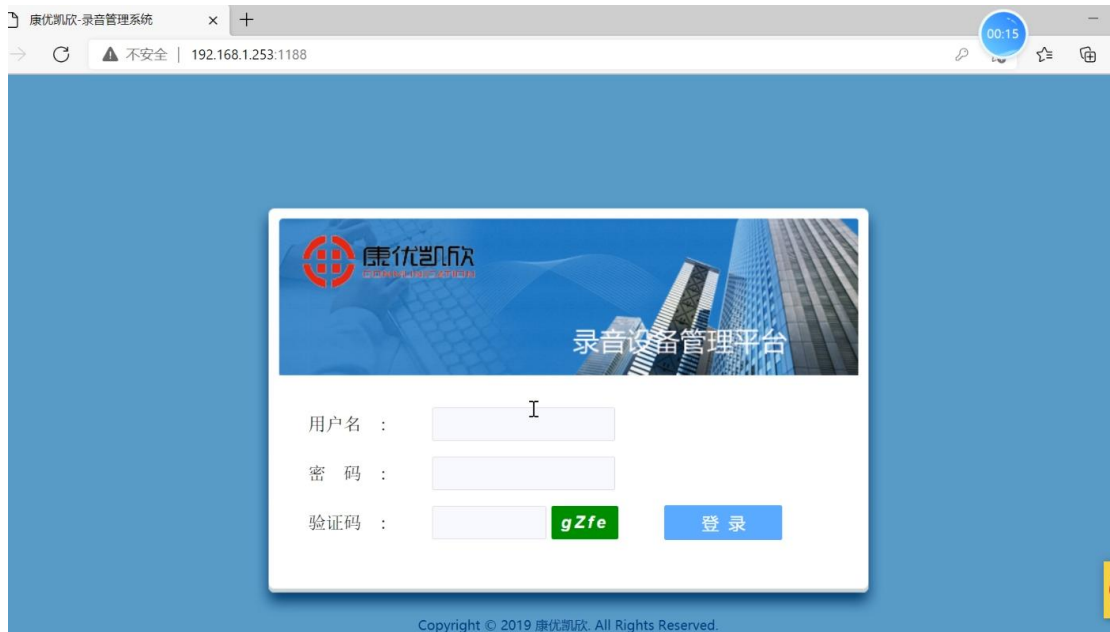 康优凯欣-录音管理系统
00:15
不安全 | 192.168.1.253:1188
康优凯欣
录音设备管理平台
用户名 :
密 码 :
验证码 : gZfe 登 录
Copyright © 2019 康优凯欣. All Rights Reserved.